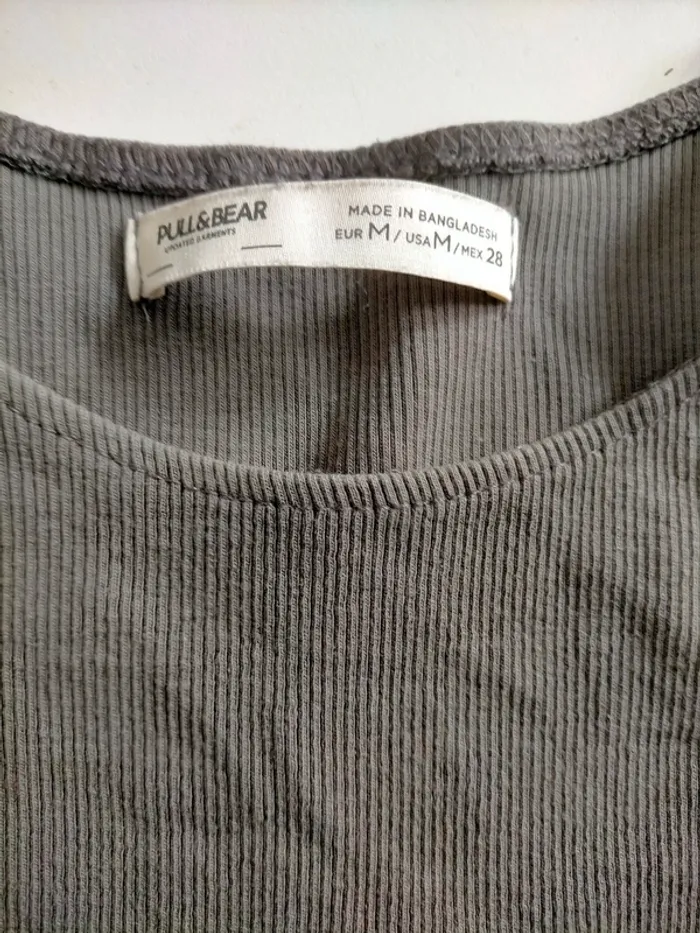 PULL&BEAR
UPDATED GARMENTS
MADE IN BANGLADESH
EUR M/ USA M/MEX 28